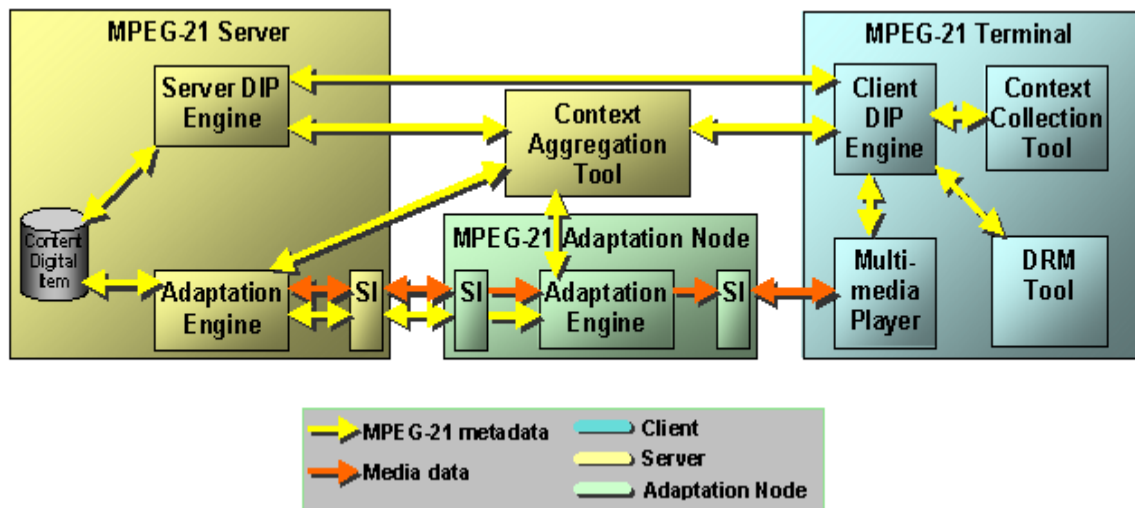 MPEG-21 Server
MPEG-21 Terminal
Server DIP
Engine
Context
Aggregation
Tool
Client
DIP
Engine
Context
Collection
Tool
Content
Digital
Item
MPEG-21 Adaptation Node
Adaptation
Engine
SI
SI
Adaptation
Engine
SI
Multi-
media
Player
DRM
Tool
MPEG-21 metadata
Media data
Client
Server
Adaptation Node